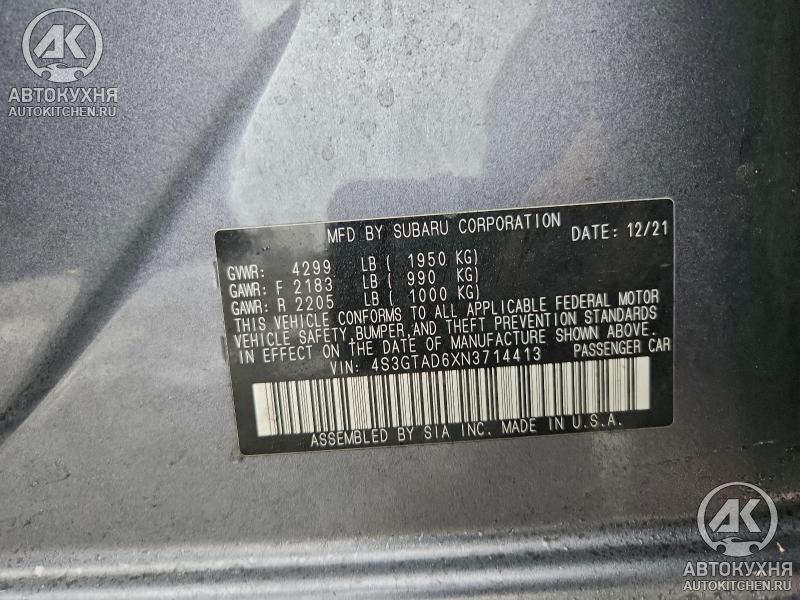 АК
АВТОКУХНЯ
AUTOKITCHEN.RU
MFD BY SUBARU CORPORATION DATE: 12/21
GVWR: 4299 LB ( 1950 KG)
GAWR: F 2183 LB ( 990 KG)
GAWR: R 2205 LB ( 1000 KG)
THIS VEHICLE CONFORMS TO ALL APPLICABLE FEDERAL MOTOR
VEHICLE SAFETY,BUMPER,AND THEFT PREVENTION STANDARDS
IN EFFECT ON THE DATE OF MANUFACTURE SHOWN ABOVE.
VIN: 4S3GTAD6XN3714413 PASSENGER CAR
ASSEMBLED BY SIA INC. MADE IN U.S.A.
АК
АВТОКУХНЯ
AUTOKITCHEN.RU